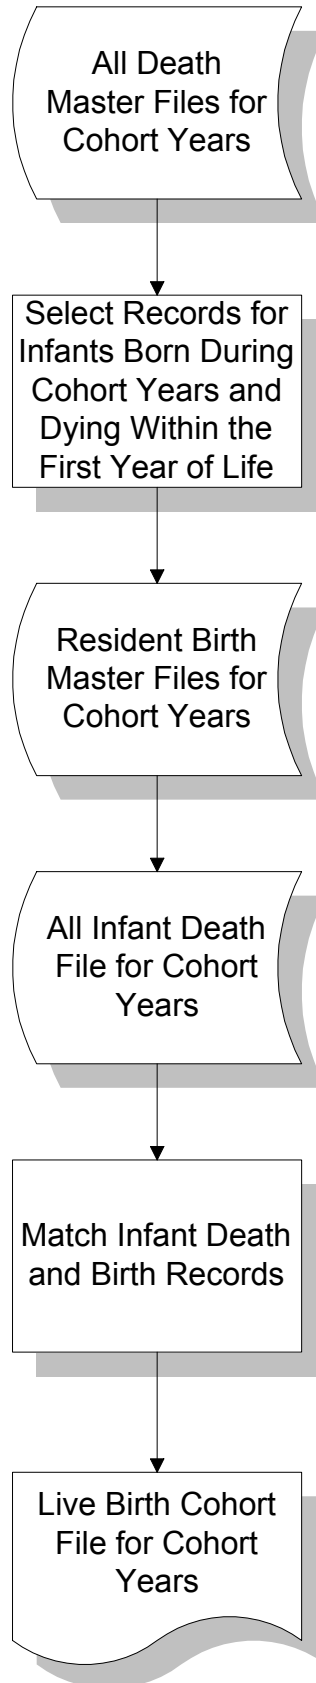 All Death
Master Files for
Cohort Years
Select Records for
Infants Born During
Cohort Years and
Dying Within the
First Year of Life
Resident Birth
Master Files for
Cohort Years
All Infant Death
File for Cohort
Years
Match Infant Death
and Birth Records
Live Birth Cohort
File for Cohort
Years